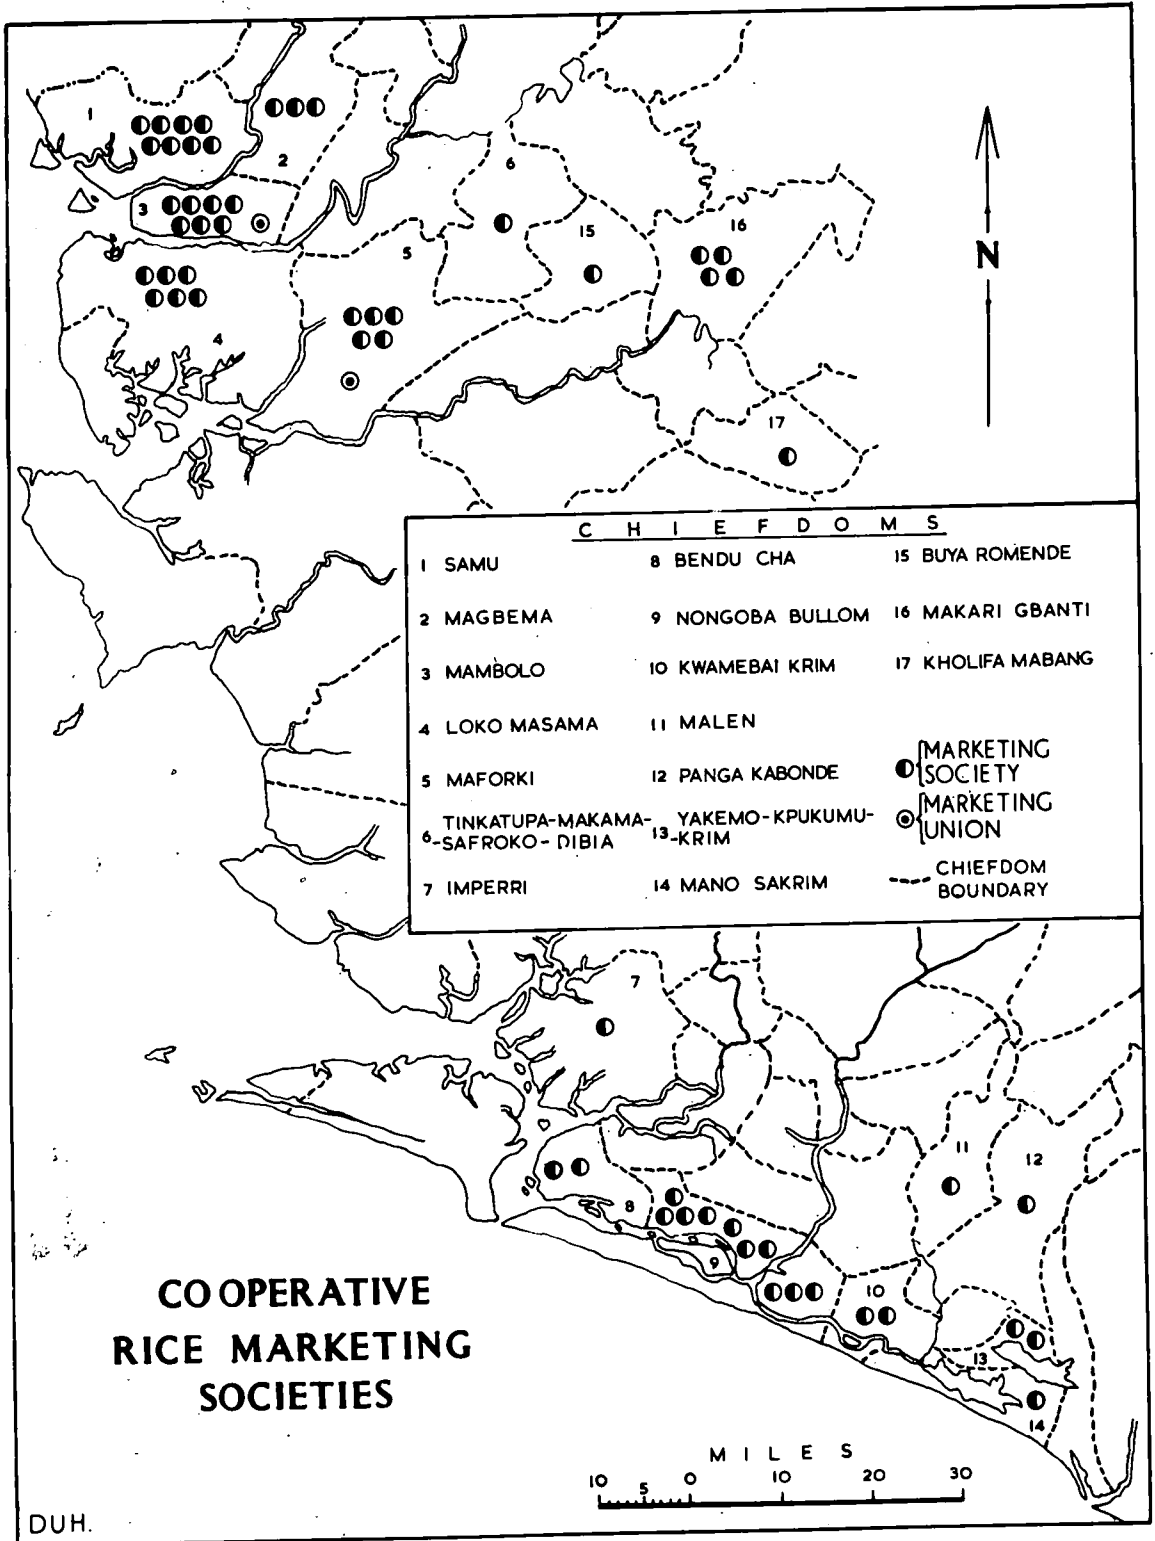 1
2
3
4
5
6
15
16
17
N
CHIEFDOMS
1 SAMU
2 MAGBEMA
3 MAMBOLO
4 LOKO MASAMA
5 MAFORKI
6 TINKATUPA-MAKAMA-
-SAFROKO-DIBIA
7 IMPERRI
8 BENDU CHA
9 NONGOBA BULLOM
10 KWAMEBAI KRIM
11 MALEN
12 PANGA KABONDE
13 YAKEMO-KPUKUMU-
-KRIM
14 MANO SAKRIM
15 BUYA ROMENDE
16 MAKARI GBANTI
17 KHOLIFA MABANG
MARKETING
SOCIETY
MARKETING
UNION
CHIEFDOM
BOUNDARY
7
8
9
10
11
12
13
14
COOPERATIVE
RICE MARKETING
SOCIETIES
MILES
10 5 0 10 20 30
DUH.